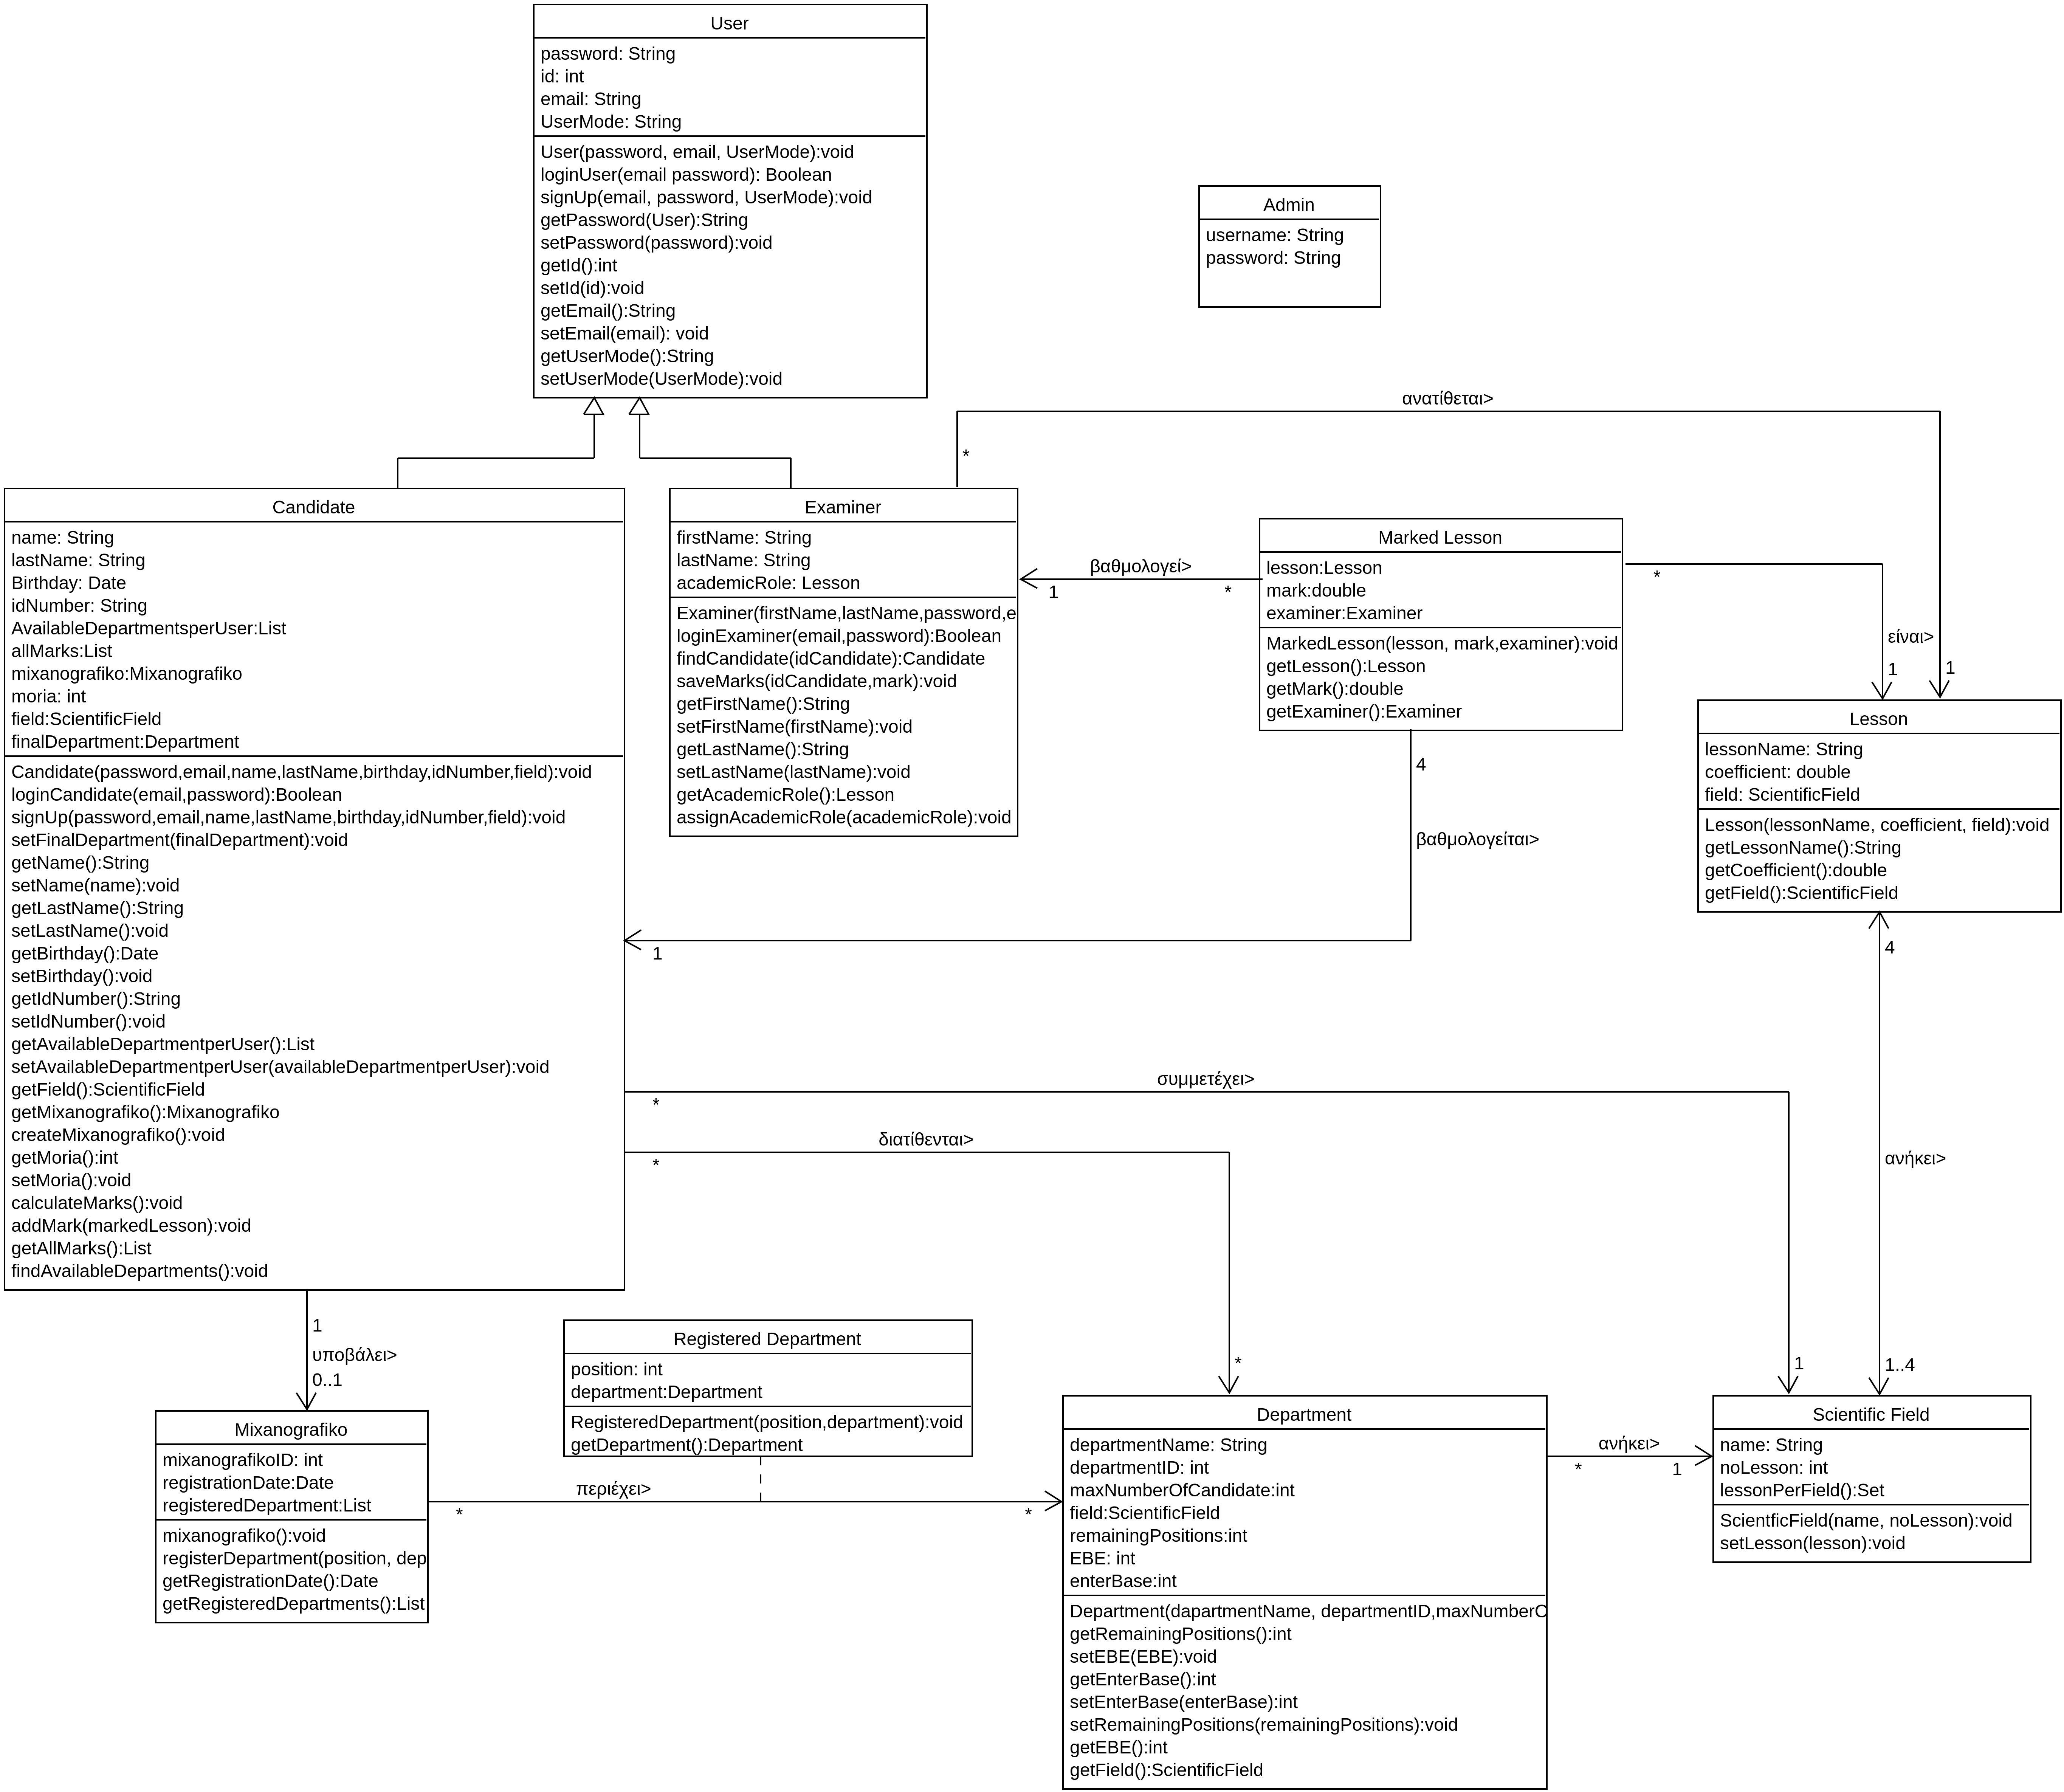 User
password: String
id: int
email: String
UserMode: String
User(password, email, UserMode):void
loginUser(email password): Boolean
signUp(email, password, UserMode):void
getPassword(User):String
setPassword(password):void
getId():int
setId(id):void
getEmail():String
setEmail(email): void
getUserMode():String
setUserMode(UserMode):void
Admin
username: String
password: String
ανατίθεται>
*
1
Candidate
name: String
lastName: String
Birthday: Date
idNumber: String
AvailableDepartmentsperUser:List
allMarks:List
mixanografiko:Mixanografiko
moria: int
field:ScientificField
finalDepartment:Department
Candidate(password,email,name,lastName,birthday,idNumber,field):void
loginCandidate(email,password):Boolean
signUp(password,email,name,lastName,birthday,idNumber,field):void
setFinalDepartment(finalDepartment):void
getName():String
setName(name):void
getLastName():String
setLastName():void
getBirthday():Date
setBirthday():void
getIdNumber():String
setIdNumber():void
getAvailableDepartmentperUser():List
setAvailableDepartmentperUser(availableDepartmentperUser):void
getField():ScientificField
getMixanografiko():Mixanografiko
createMixanografiko():void
getMoria():int
setMoria():void
calculateMarks():void
addMark(markedLesson):void
getAllMarks():List
findAvailableDepartments():void
Examiner
firstName: String
lastName: String
academicRole: Lesson
Examiner(firstName,lastName,password,e
loginExaminer(email,password):Boolean
findCandidate(idCandidate):Candidate
saveMarks(idCandidate,mark):void
getFirstName():String
setFirstName(firstName):void
getLastName():String
setLastName(lastName):void
getAcademicRole():Lesson
assignAcademicRole(academicRole):void
βαθμολογεί>
1
*
Marked Lesson
lesson:Lesson
mark:double
examiner:Examiner
MarkedLesson(lesson, mark,examiner):void
getLesson():Lesson
getMark():double
getExaminer():Examiner
*
είναι>
1
4
βαθμολογείται>
1
Lesson
lessonName: String
coefficient: double
field: ScientificField
Lesson(lessonName, coefficient, field):void
getLessonName():String
getCoefficient():double
getField():ScientificField
4
ανήκει>
1..4
συμμετέχει>
*
1
διατίθενται>
*
*
1
υποβάλει>
0..1
Mixanografiko
mixanografikoID: int
registrationDate:Date
registeredDepartment:List
mixanografiko():void
registerDepartment(position, dep
getRegistrationDate():Date
getRegisteredDepartments():List
Registered Department
position: int
department:Department
RegisteredDepartment(position,department):void
getDepartment():Department
περιέχει>
*
*
Department
departmentName: String
departmentID: int
maxNumberOfCandidate:int
field:ScientificField
remainingPositions:int
EBE: int
enterBase:int
Department(dapartmentName, departmentID,maxNumberC
getRemainingPositions():int
setEBE(EBE):void
getEnterBase():int
setEnterBase(enterBase):int
setRemainingPositions(remainingPositions):void
getEBE():int
getField():ScientificField
ανήκει>
*
1
Scientific Field
name: String
noLesson: int
lessonPerField():Set
ScientficField(name, noLesson):void
setLesson(lesson):void